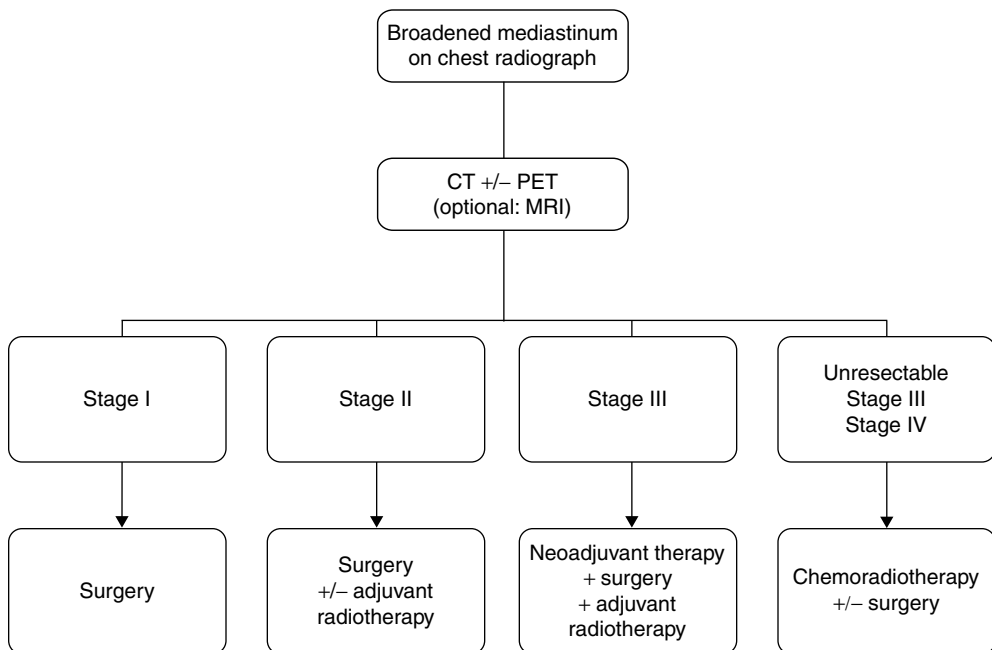 Broadened mediastinum
on chest radiograph
CT +/− PET
(optional: MRI)
Stage I
Stage II
Stage III
Unresectable
Stage III
Stage IV
Surgery
Surgery
+/− adjuvant
radiotherapy
Neoadjuvant therapy
+ surgery
+ adjuvant
radiotherapy
Chemoradiotherapy
+/− surgery